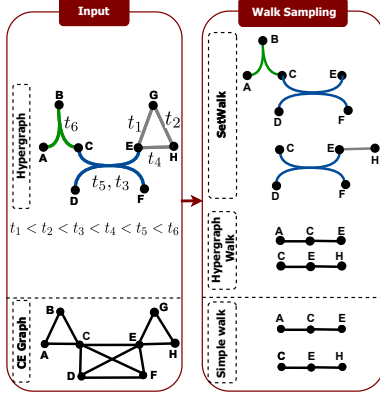 Input
Walk Sampling
Hypergraph
B
t₆
A
C
G
t₁
t₂
E
t₄
H
t₅, t₃
D
F
t₁ < t₂ < t₃ < t₄ < t₅ < t₆
CE Graph
B
G
A
C
E
H
D
F
SetWalk
B
A
C
E
D
F
C
E
H
D
F
Hypergraph
Walk
A C E
C E H
Simple walk
A C E
C E H